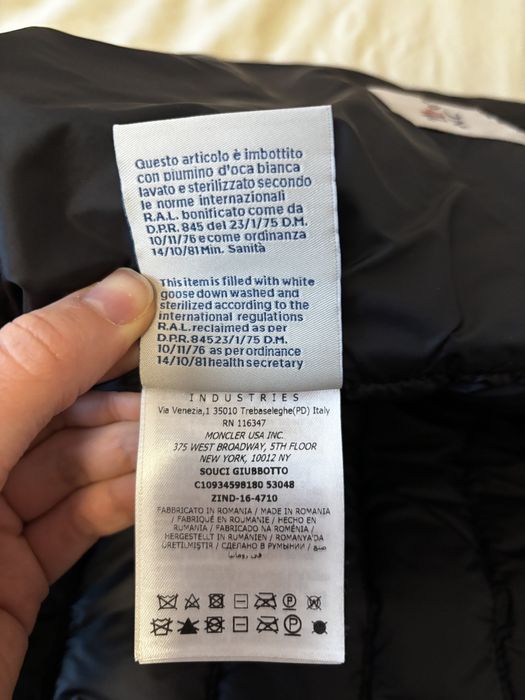 Questo articolo è imbottito
con piumino d'oca bianca
lavato e sterilizzato secondo
le norme internazionali
R.A.L. bonificato come da
D.P.R. 845 del 23/1/75 D.M.
10/11/76 e come ordinanza
14/10/81 Min. Sanità
This item is filled with white
goose down washed and
sterilized according to the
international regulations
R.A.L. reclaimed as per
D.P.R. 845 23/1/75 D.M.
10/11/76 as per ordinance
14/10/81 health secretary
INDUSTRIES
Via Venezia,1 35010 Trebaseleghe(PD) Italy
RN 116347
MONCLER USA INC.
375 WEST BROADWAY, 5TH FLOOR
NEW YORK, 10012 NY
SOUCI GIUBBOTTO
C10934598180 53048
ZIND-16-4710
FABBRICATO IN ROMANIA / MADE IN ROMANIA
/ FABRIQUÉ EN ROUMANIE / HECHO EN
RUMANIA / FABRICADO NA ROMÉNIA /
HERGESTELLT IN RUMÄNIEN / ROMANYA'DA
ÜRETILMIŞTIR / СДЕЛАНО В РУМЫНИИ / صنع
في رومانيا